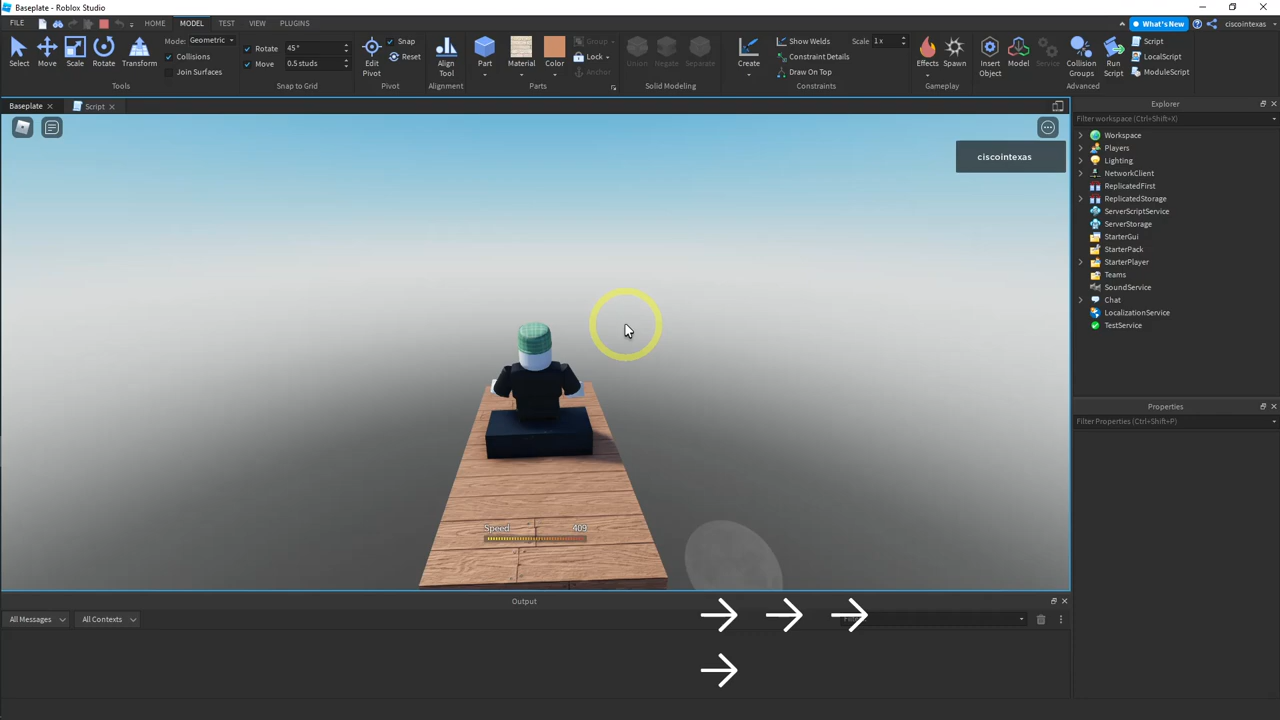 Baseplate - Roblox Studio
FILE HOME MODEL TEST VIEW PLUGINS What's New ciscointexas
Select Move Scale Rotate Transform
Mode: Geometric
Collisions
Join Surfaces
Tools
Rotate 45°
Move 0.5 studs
Snap to Grid
Edit Pivot
Snap
Reset
Pivot
Align Tool
Alignment
Part Material Color
Group
Lock
Anchor
Parts
Union Negate Separate
Solid Modeling
Create
Show Welds
Constraint Details
Draw On Top
Scale 1 x
Constraints
Effects Spawn
Gameplay
Insert Object
Model
Service
Collision Groups
Run Script
Script
LocalScript
ModuleScript
Advanced
Baseplate
Script
ciscointexas
Speed 409
Explorer
Filter workspace (Ctrl+Shift+X)
Workspace
Players
Lighting
NetworkClient
ReplicatedFirst
ReplicatedStorage
ServerScriptService
ServerStorage
StarterGui
StarterPack
StarterPlayer
Teams
SoundService
Chat
LocalizationService
TestService
Properties
Filter Properties (Ctrl+Shift+P)
Output
All Messages All Contexts